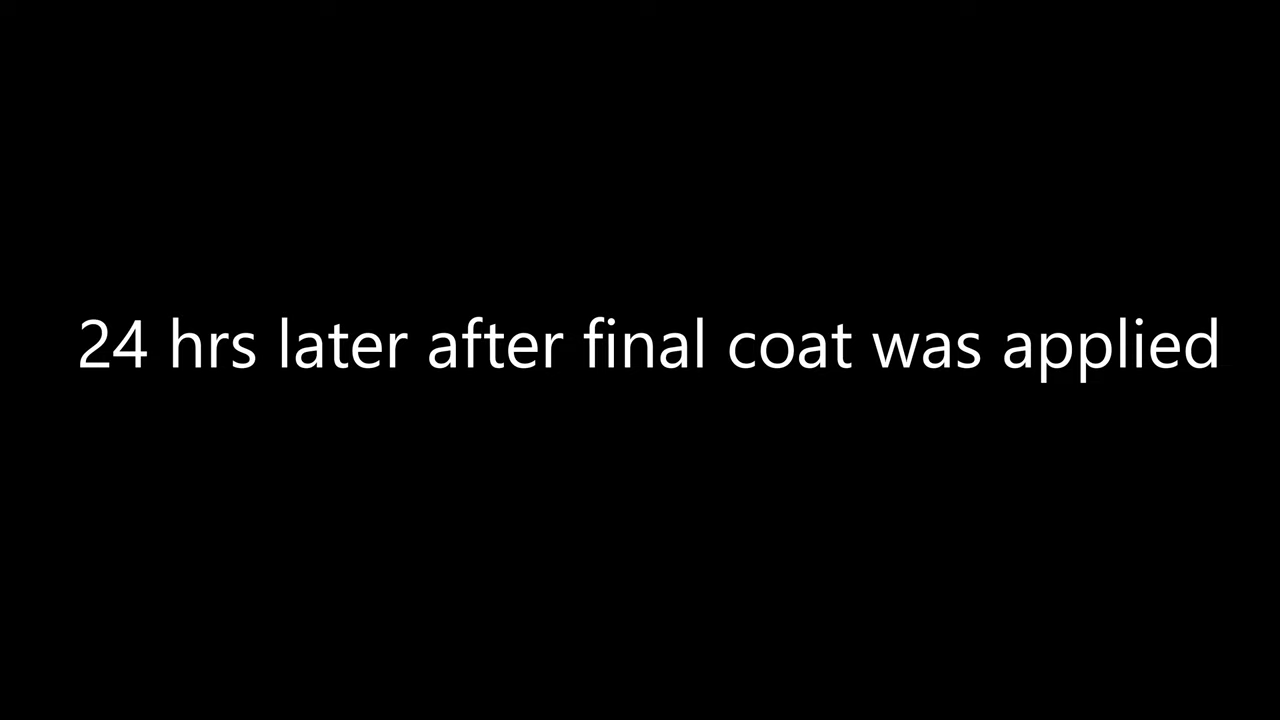 24 hrs later after final coat was applied